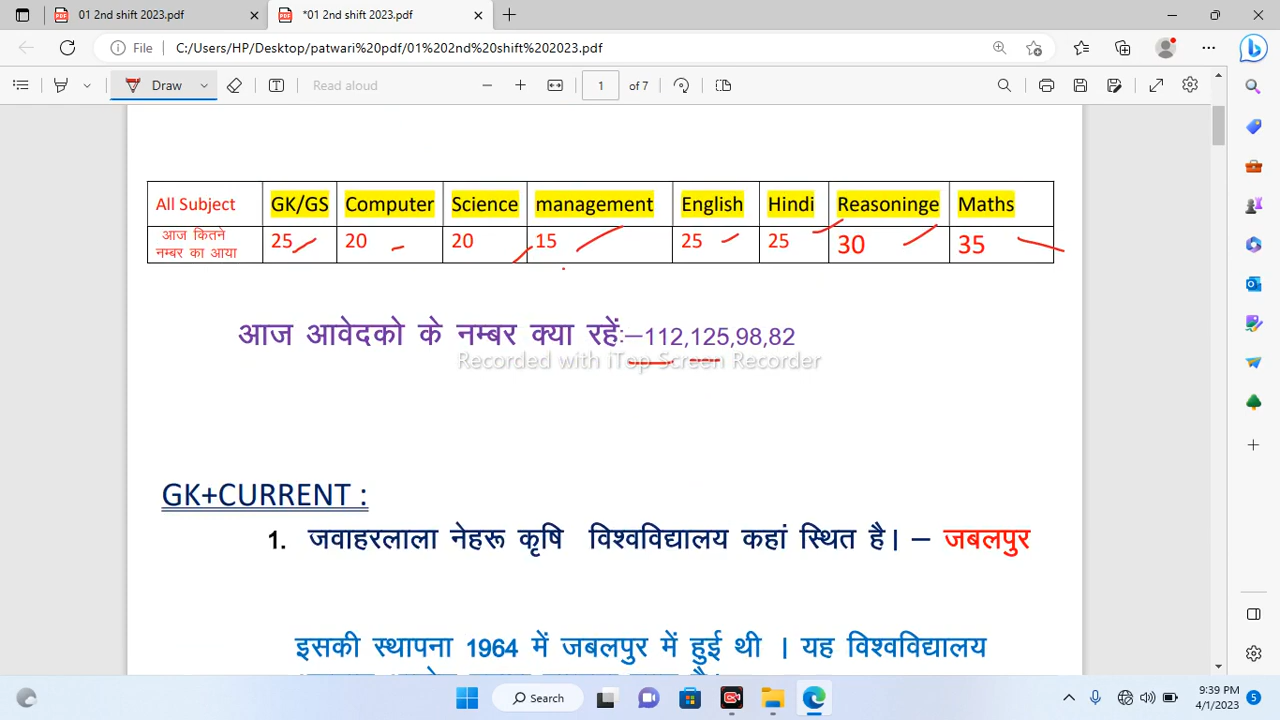 01 2nd shift 2023.pdf
*01 2nd shift 2023.pdf
File C:/Users/HP/Desktop/patwari%20pdf/01%202nd%20shift%202023.pdf
Draw Read aloud 1 of 7
All Subject GK/GS Computer Science management English Hindi Reasoninge Maths
आज कितने नम्बर का आया 25 20 20 15 25 25 30 35
आज आवेदको के नम्बर क्या रहें:–112,125,98,82
Recorded with iTop Screen Recorder
GK+CURRENT :
1. जवाहरलाला नेहरू कृषि विश्वविद्यालय कहां स्थित है। – जबलपुर
इसकी स्थापना 1964 में जबलपुर में हुई थी । यह विश्वविद्यालय
Search
9:39 PM
4/1/2023
5